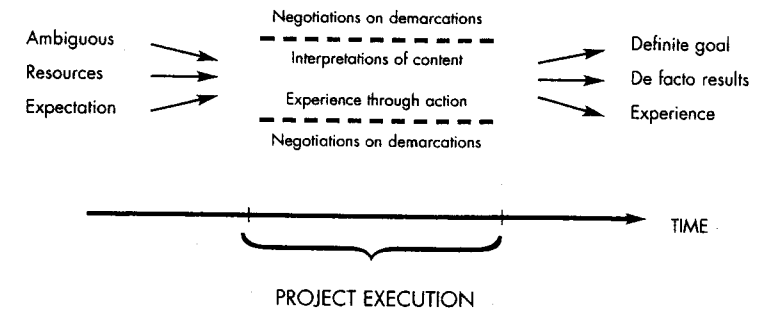 Negotiations on demarcations
Ambiguous
Resources
Expectation
Interpretations of content
Experience through action
Negotiations on demarcations
Definite goal
De facto results
Experience
TIME
PROJECT EXECUTION